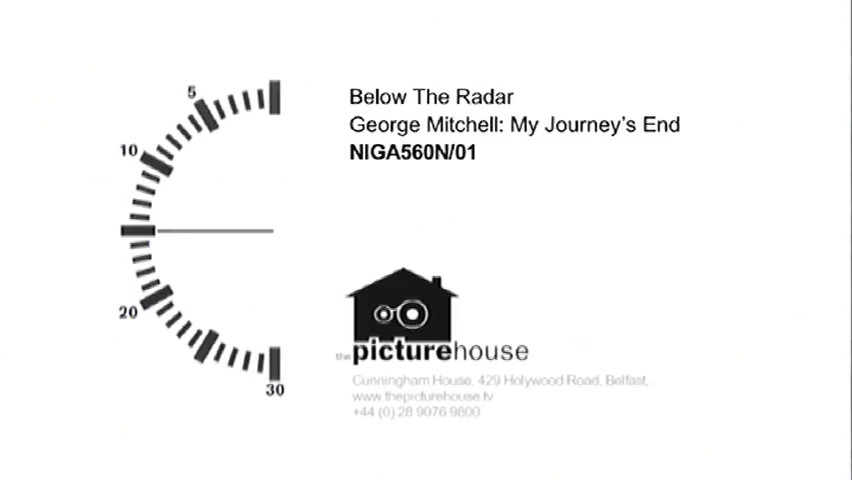 5
10
20
30
Below The Radar
George Mitchell: My Journey's End
NIGA560N/01
the picturehouse
Cunningham House, 429 Holywood Road, Belfast,
www.thepicturehouse.tv
+44 (0) 28 9076 9800